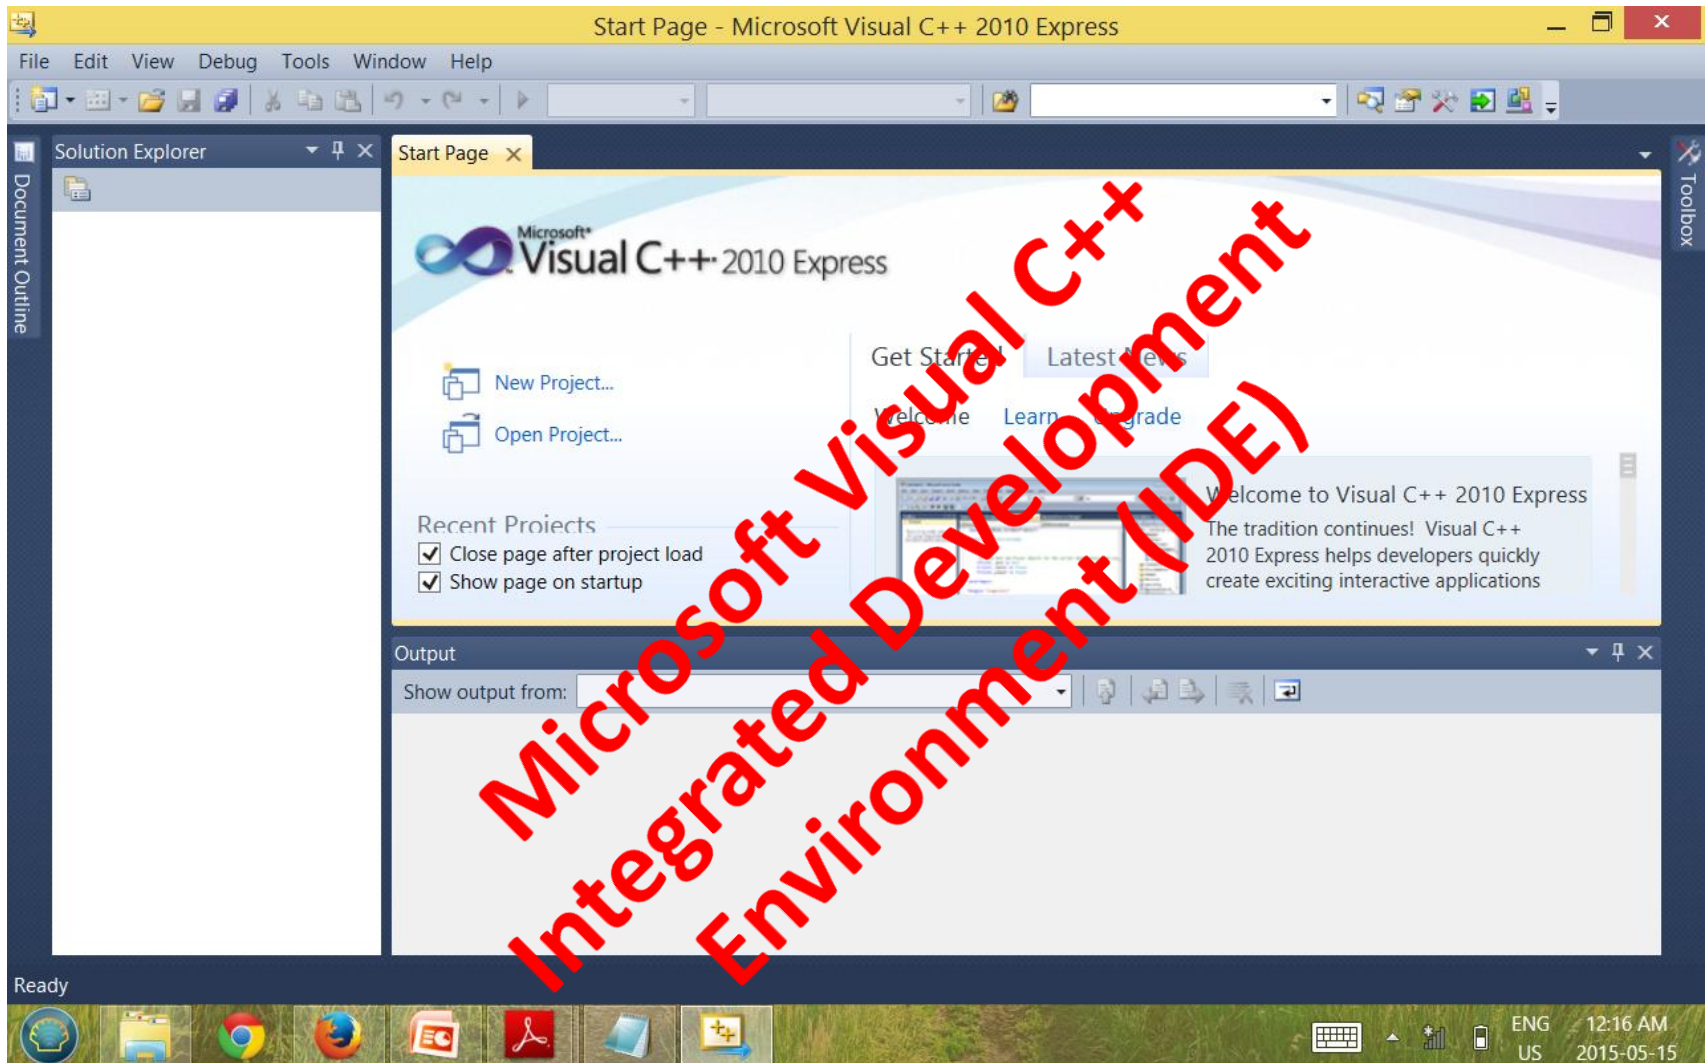 Start Page - Microsoft Visual C++ 2010 Express
File Edit View Debug Tools Window Help
Solution Explorer
Start Page
Document Outline
Toolbox
Microsoft
Visual C++ 2010 Express
New Project...
Open Project...
Recent Projects
Close page after project load
Show page on startup
Get Started Latest News
Welcome Learn Upgrade
Welcome to Visual C++ 2010 Express
The tradition continues! Visual C++
2010 Express helps developers quickly
create exciting interactive applications
Microsoft Visual C++
Integrated Development
Environment (IDE)
Output
Show output from:
Ready
ENG 12:16 AM
US 2015-05-15